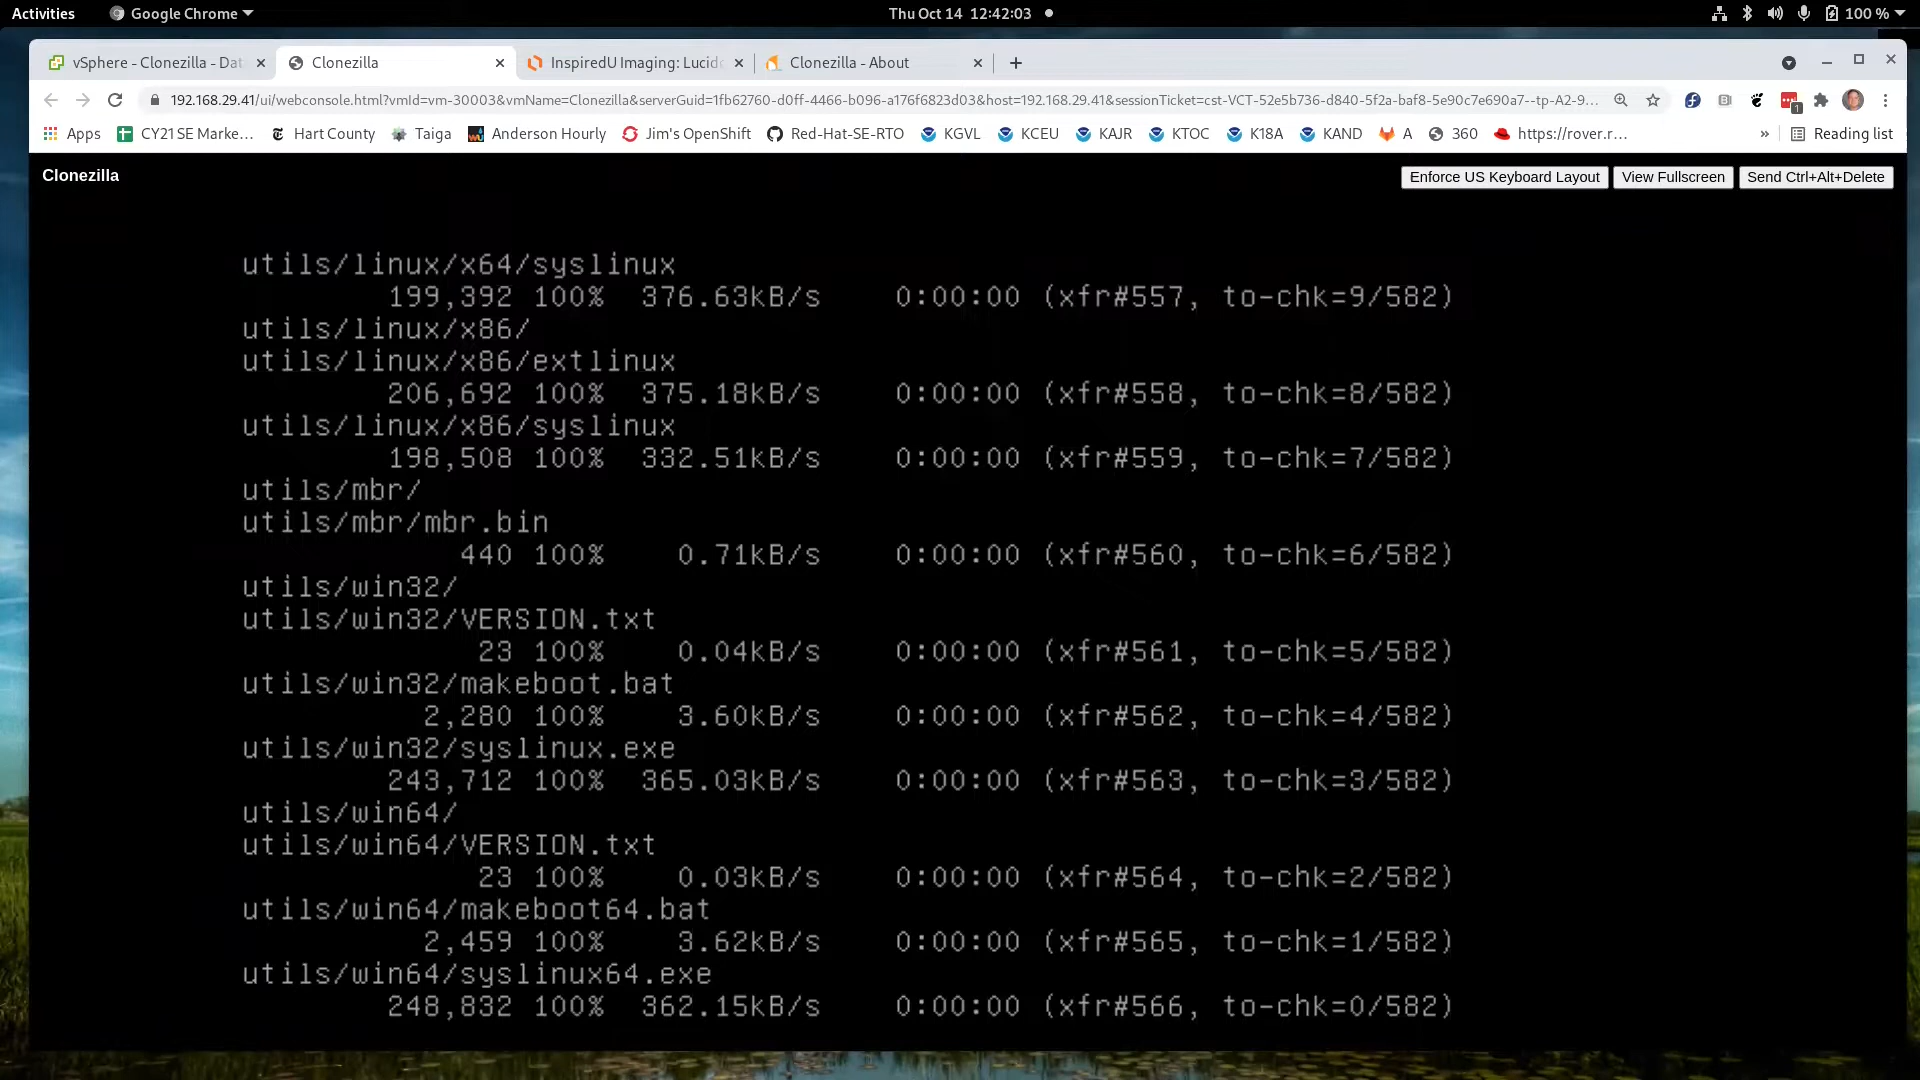 Activities Google Chrome Thu Oct 14 12:42:03 100 %
vSphere - Clonezilla - Dat Clonezilla InspiredU Imaging: Lucid Clonezilla - About
192.168.29.41/ui/webconsole.html?vmId=vm-30003&vmName=Clonezilla&serverGuid=1fb62760-d0ff-4466-b096-a176f6823d03&host=192.168.29.41&sessionTicket=cst-VCT-52e5b736-d840-5f2a-baf8-5e90c7e690a7--tp-A2-9... 1
Apps CY21 SE Marke... Hart County Taiga Anderson Hourly Jim's OpenShift Red-Hat-SE-RTO KGVL KCEU KAJR KTOC K18A KAND A 360 https://rover.r... » Reading list
Clonezilla Enforce US Keyboard Layout View Fullscreen Send Ctrl+Alt+Delete
utils/linux/x64/syslinux
199,392 100% 376.63kB/s 0:00:00 (xfr#557, to-chk=9/582)
utils/linux/x86/
utils/linux/x86/extlinux
206,692 100% 375.18kB/s 0:00:00 (xfr#558, to-chk=8/582)
utils/linux/x86/syslinux
198,508 100% 332.51kB/s 0:00:00 (xfr#559, to-chk=7/582)
utils/mbr/
utils/mbr/mbr.bin
440 100% 0.71kB/s 0:00:00 (xfr#560, to-chk=6/582)
utils/win32/
utils/win32/VERSION.txt
23 100% 0.04kB/s 0:00:00 (xfr#561, to-chk=5/582)
utils/win32/makeboot.bat
2,280 100% 3.60kB/s 0:00:00 (xfr#562, to-chk=4/582)
utils/win32/syslinux.exe
243,712 100% 365.03kB/s 0:00:00 (xfr#563, to-chk=3/582)
utils/win64/
utils/win64/VERSION.txt
23 100% 0.03kB/s 0:00:00 (xfr#564, to-chk=2/582)
utils/win64/makeboot64.bat
2,459 100% 3.62kB/s 0:00:00 (xfr#565, to-chk=1/582)
utils/win64/syslinux64.exe
248,832 100% 362.15kB/s 0:00:00 (xfr#566, to-chk=0/582)